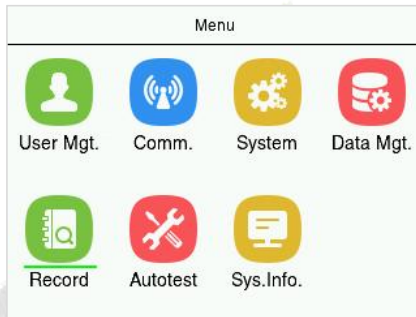 Menu
User Mgt. Comm. System Data Mgt.
Record Autotest Sys.Info.